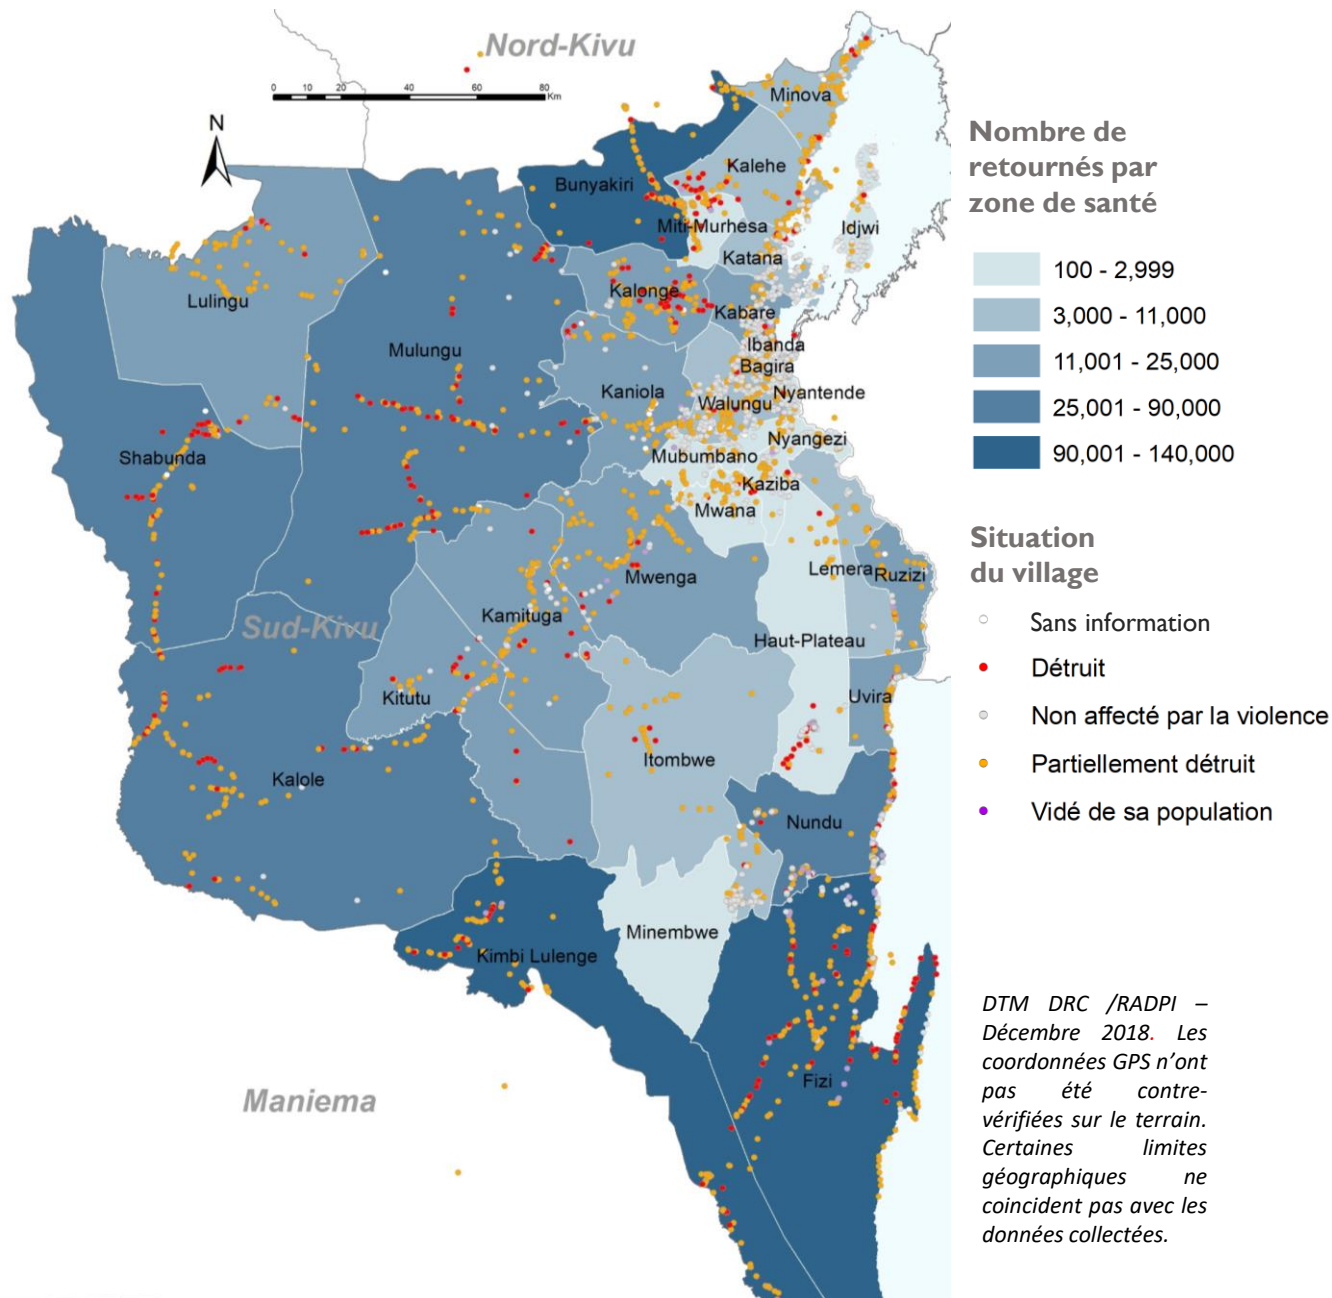 Nord-Kivu
0 10 20 40 60 80
Km
N
Minova
Kalehe
Bunyakiri
Miti-Murhesa
Idjwi
Katana
Lulingu
Kalonge
Kabare
Mulungu
Ibanda
Bagira
Kaniola
Nyantende
Walungu
Nyangezi
Shabunda
Mubumbano
Kaziba
Mwana
Lemera
Ruzizi
Mwenga
Kamituga
Sud-Kivu
Haut-Plateau
Kitutu
Uvira
Itombwe
Kalole
Nundu
Minembwe
Kimbi Lulenge
Fizi
Maniema
Nombre de
retournés par
zone de santé
100 - 2,999
3,000 - 11,000
11,001 - 25,000
25,001 - 90,000
90,001 - 140,000
Situation
du village
Sans information
Détruit
Non affecté par la violence
Partiellement détruit
Vidé de sa population
DTM DRC /RADPI –
Décembre 2018. Les
coordonnées GPS n’ont
pas été contre-
vérifiées sur le terrain.
Certaines limites
géographiques ne
coincident pas avec les
données collectées.